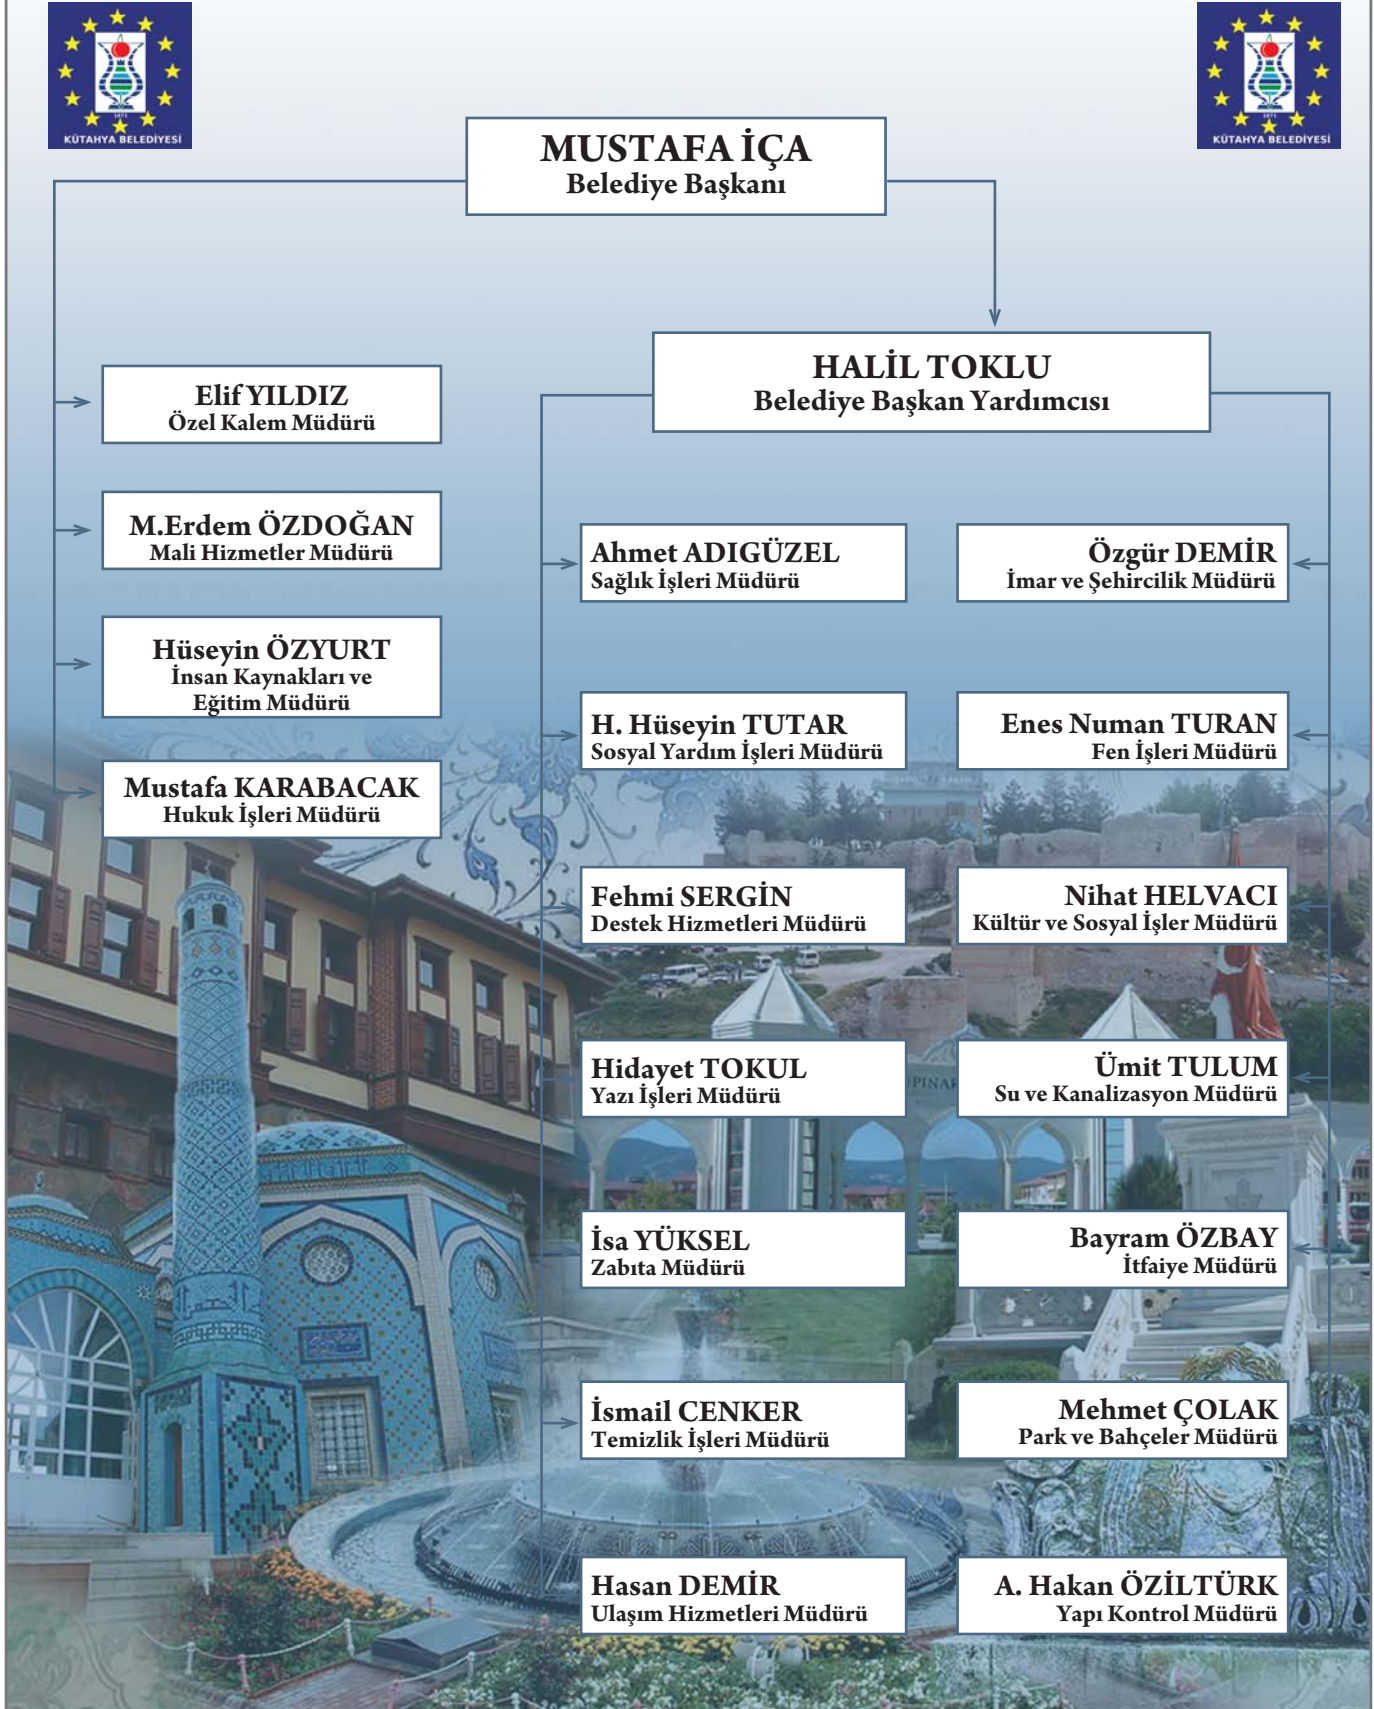 KÜTAHYA BELEDİYESİ
KÜTAHYA BELEDİYESİ
MUSTAFA İÇA
Belediye Başkanı
HALİL TOKLU
Belediye Başkan Yardımcısı
Elif YILDIZ
Özel Kalem Müdürü
M.Erdem ÖZDOĞAN
Mali Hizmetler Müdürü
Hüseyin ÖZYURT
İnsan Kaynakları ve
Eğitim Müdürü
Mustafa KARABACAK
Hukuk İşleri Müdürü
Ahmet ADIGÜZEL
Sağlık İşleri Müdürü
H. Hüseyin TUTAR
Sosyal Yardım İşleri Müdürü
Fehmi SERGİN
Destek Hizmetleri Müdürü
Hidayet TOKUL
Yazı İşleri Müdürü
İsa YÜKSEL
Zabıta Müdürü
İsmail CENKER
Temizlik İşleri Müdürü
Hasan DEMİR
Ulaşım Hizmetleri Müdürü
Özgür DEMİR
İmar ve Şehircilik Müdürü
Enes Numan TURAN
Fen İşleri Müdürü
Nihat HELVACI
Kültür ve Sosyal İşler Müdürü
Ümit TULUM
Su ve Kanalizasyon Müdürü
Bayram ÖZBAY
İtfaiye Müdürü
Mehmet ÇOLAK
Park ve Bahçeler Müdürü
A. Hakan ÖZİLTÜRK
Yapı Kontrol Müdürü